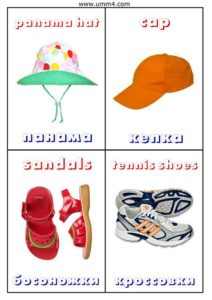 www.umm4.com
panama hat
cap
панама
кепка
sandals
tennis shoes
босоножки
кроссовки